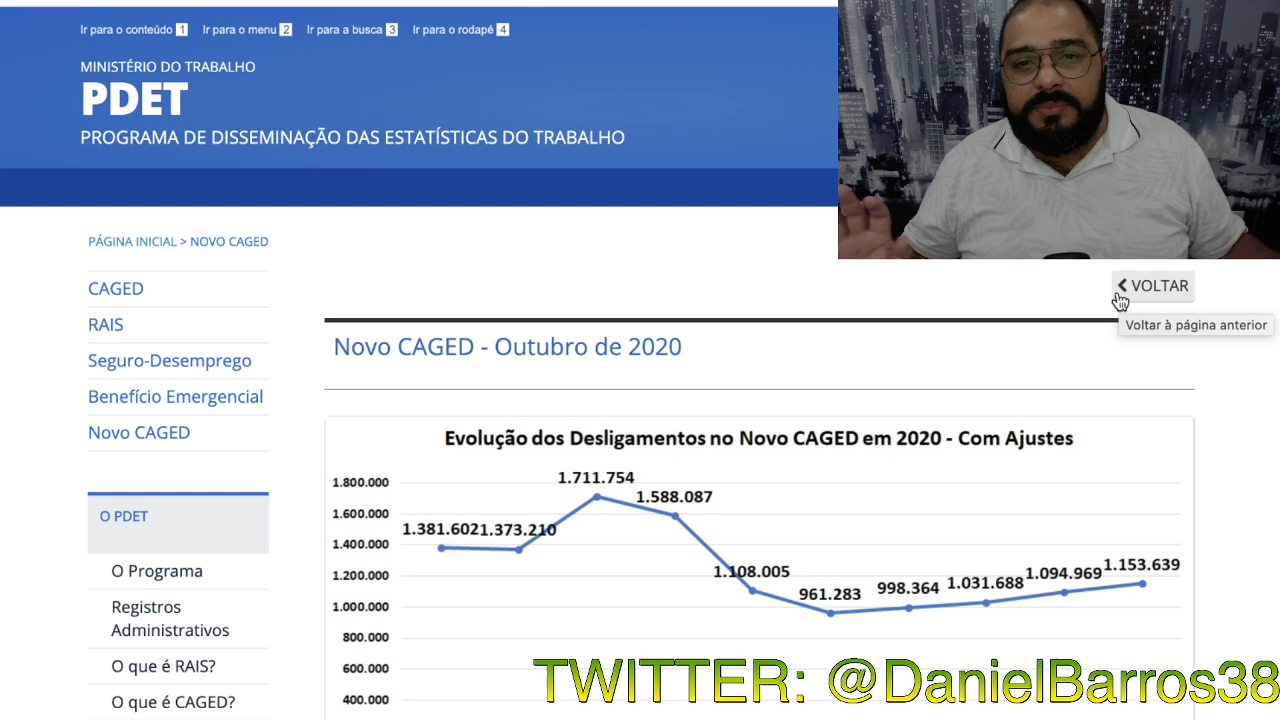 Ir para o conteúdo 1 Ir para o menu 2 Ir para a busca 3 Ir para o rodapé 4
MINISTÉRIO DO TRABALHO
PDET
PROGRAMA DE DISSEMINAÇÃO DAS ESTATÍSTICAS DO TRABALHO
PÁGINA INICIAL > NOVO CAGED
CAGED
RAIS
Seguro-Desemprego
Benefício Emergencial
Novo CAGED
O PDET
O Programa
Registros
Administrativos
O que é RAIS?
O que é CAGED?
VOLTAR
Voltar à página anterior
Novo CAGED - Outubro de 2020
Evolução dos Desligamentos no Novo CAGED em 2020 - Com Ajustes
1.800.000
1.600.000
1.400.000
1.200.000
1.000.000
800.000
600.000
400.000
1.381.602
1.373.210
1.711.754
1.588.087
1.108.005
961.283
998.364
1.031.688
1.094.969
1.153.639
TWITTER: @DanielBarros38